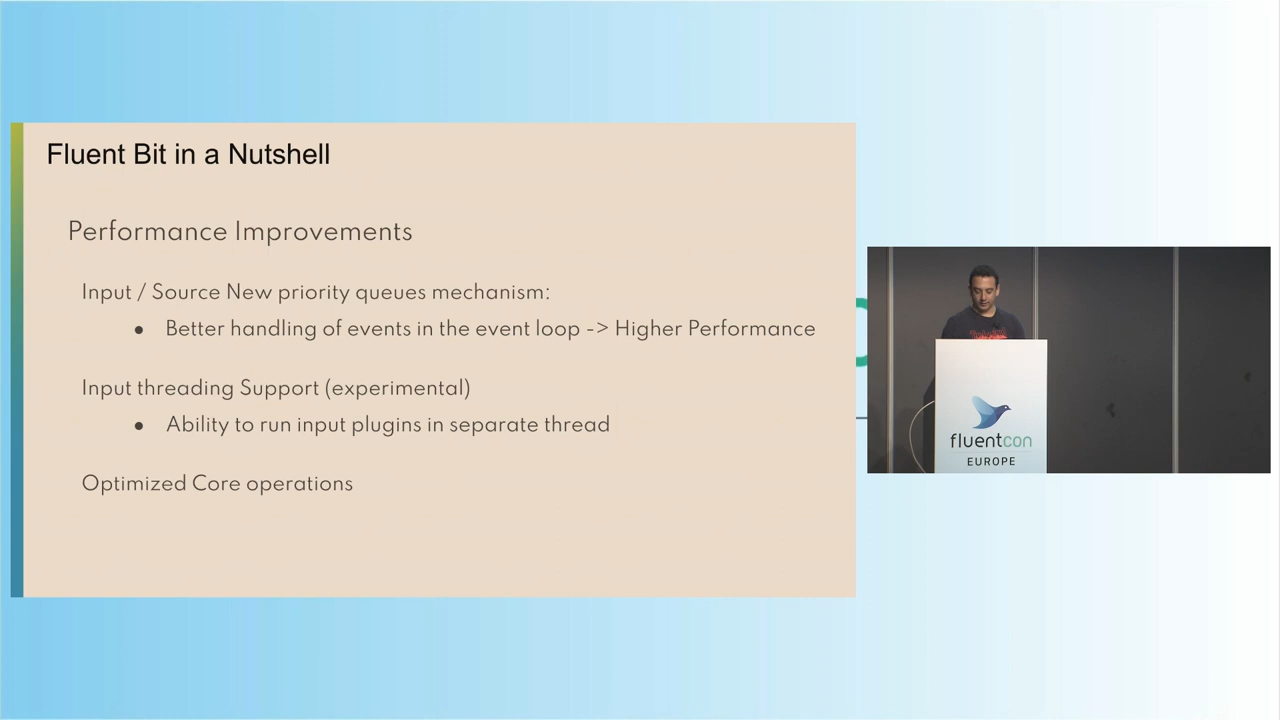 Fluent Bit in a Nutshell
Performance Improvements
Input / Source New priority queues mechanism:
● Better handling of events in the event loop -> Higher Performance
Input threading Support (experimental)
● Ability to run input plugins in separate thread
Optimized Core operations
fluentcon
EUROPE